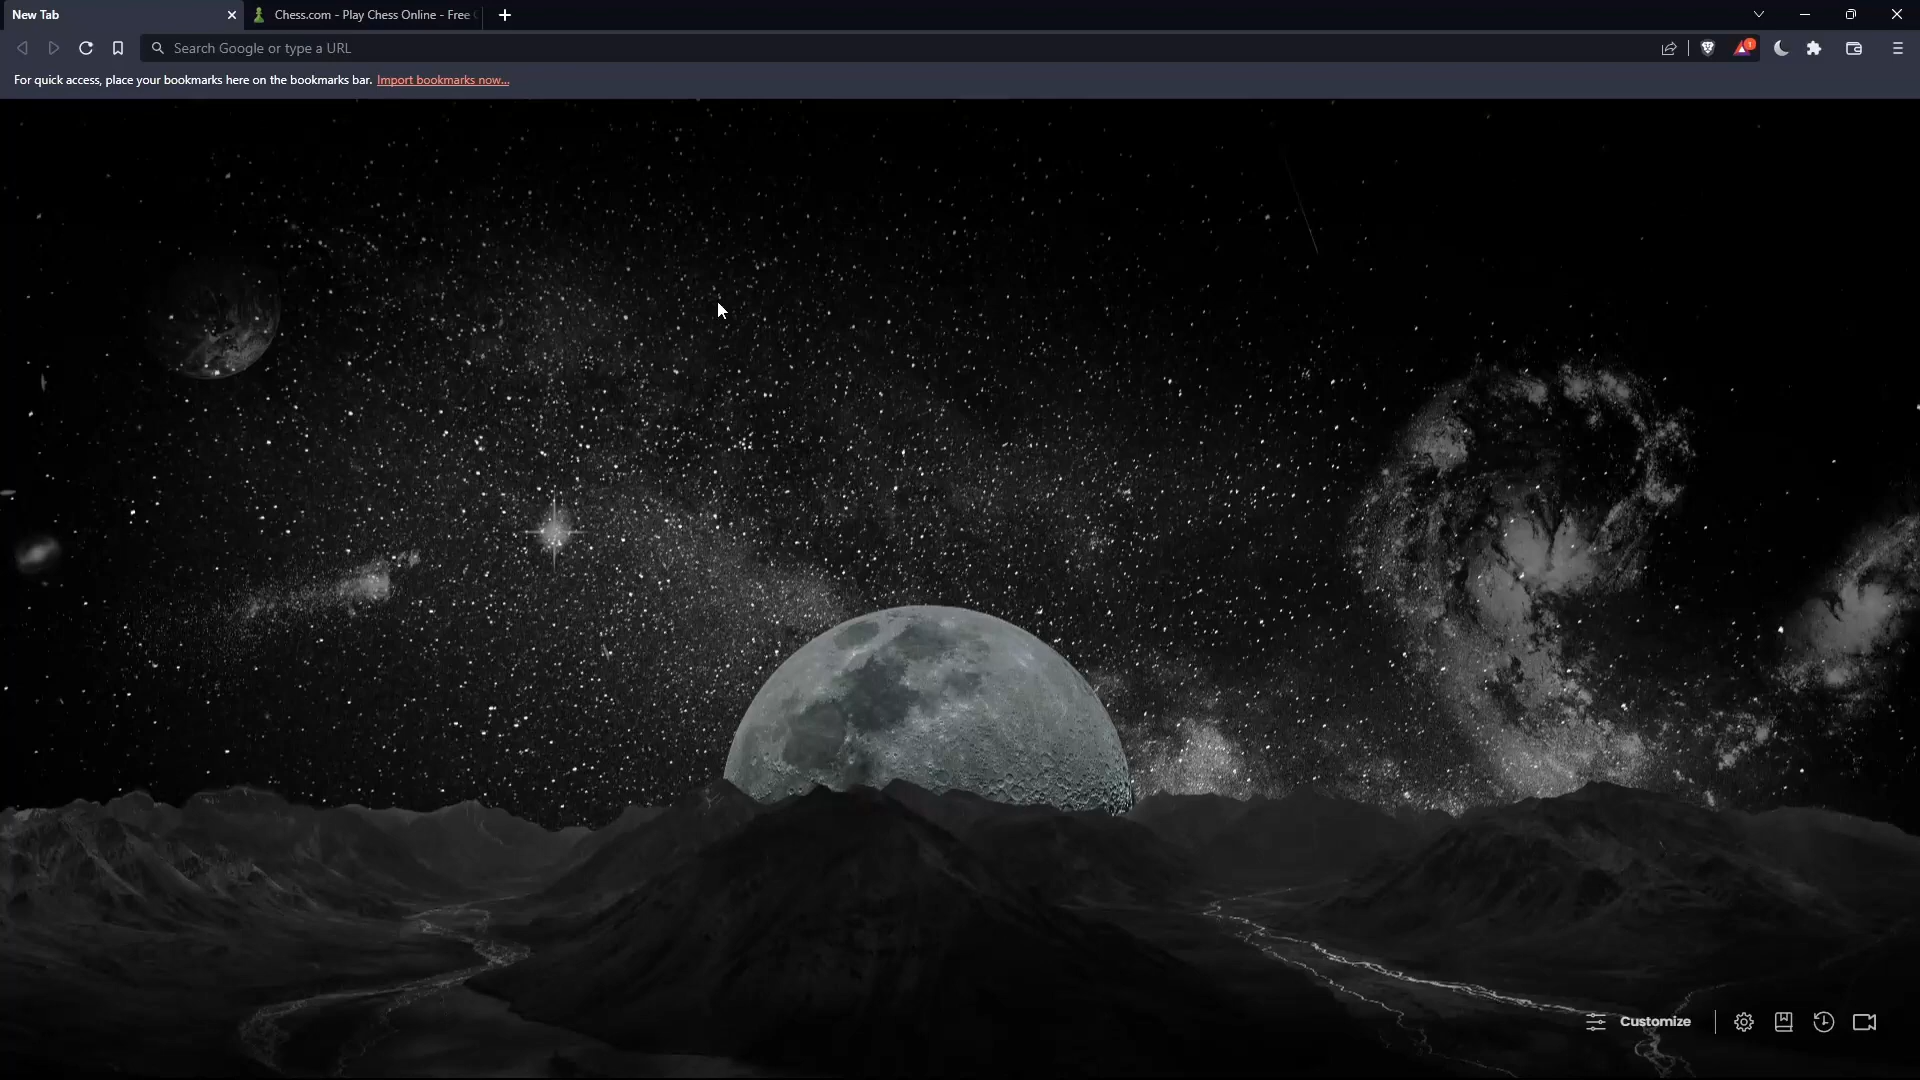 New Tab
Chess.com - Play Chess Online - Free
Search Google or type a URL
1
For quick access, place your bookmarks here on the bookmarks bar. Import bookmarks now...
Customize